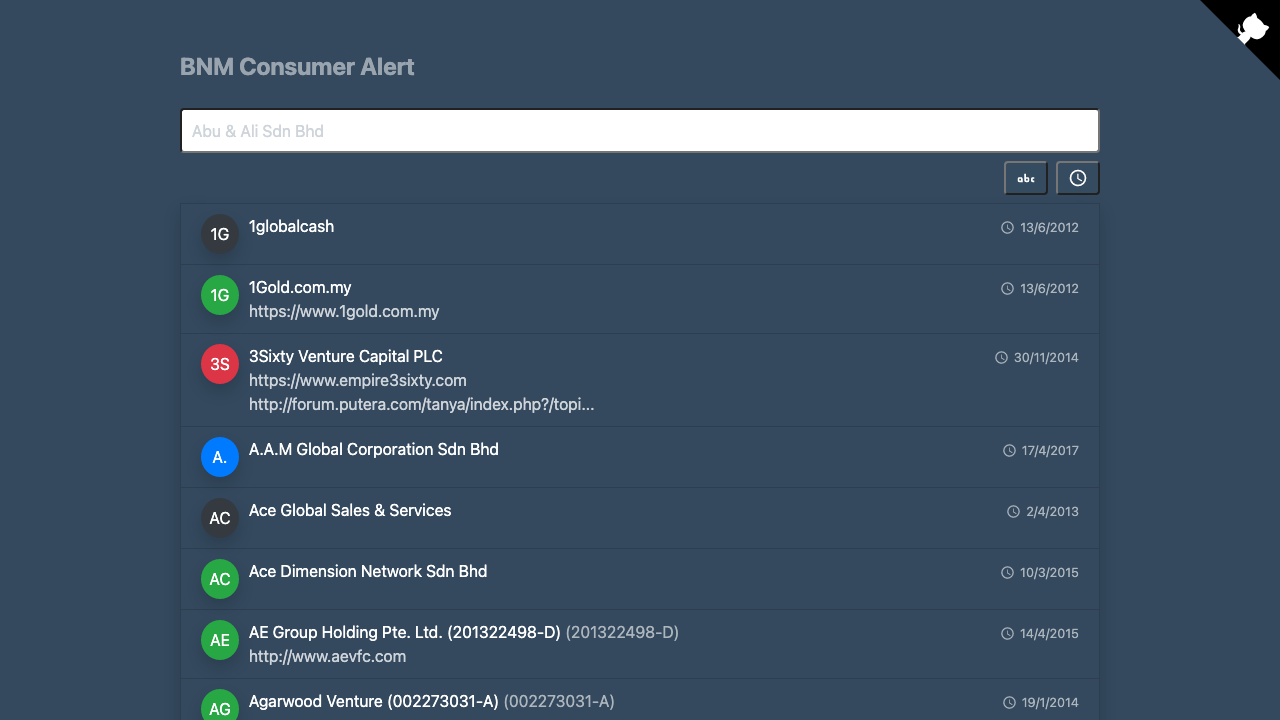 BNM Consumer Alert
Abu & Ali Sdn Bhd
abc
1G 1globalcash 13/6/2012
1G 1Gold.com.my 13/6/2012
https://www.1gold.com.my
3S 3Sixty Venture Capital PLC 30/11/2014
https://www.empire3sixty.com
http://forum.putera.com/tanya/index.php?/topi...
A. A.A.M Global Corporation Sdn Bhd 17/4/2017
AC Ace Global Sales & Services 2/4/2013
AC Ace Dimension Network Sdn Bhd 10/3/2015
AE AE Group Holding Pte. Ltd. (201322498-D) (201322498-D) 14/4/2015
http://www.aevfc.com
AG Agarwood Venture (002273031-A) (002273031-A) 19/1/2014